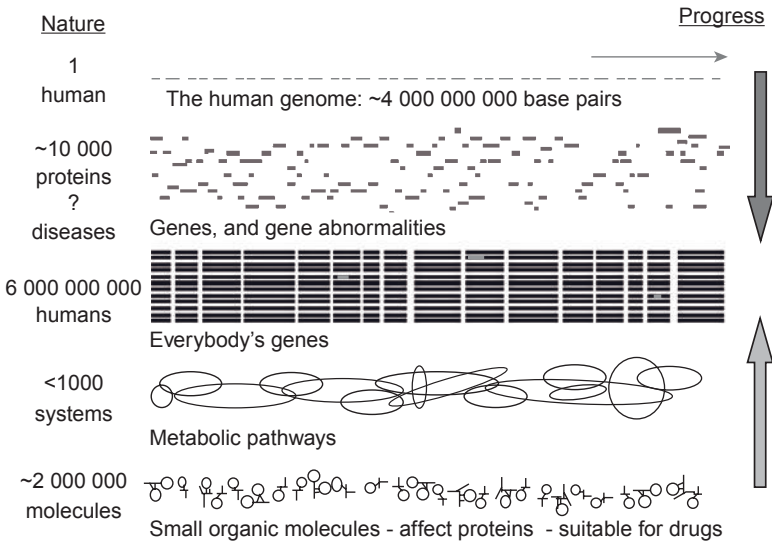 Nature
Progress
1
human
The human genome: ~4 000 000 000 base pairs
~10 000
proteins
?
diseases
Genes, and gene abnormalities
6 000 000 000
humans
Everybody's genes
<1000
systems
Metabolic pathways
~2 000 000
molecules
Small organic molecules - affect proteins - suitable for drugs